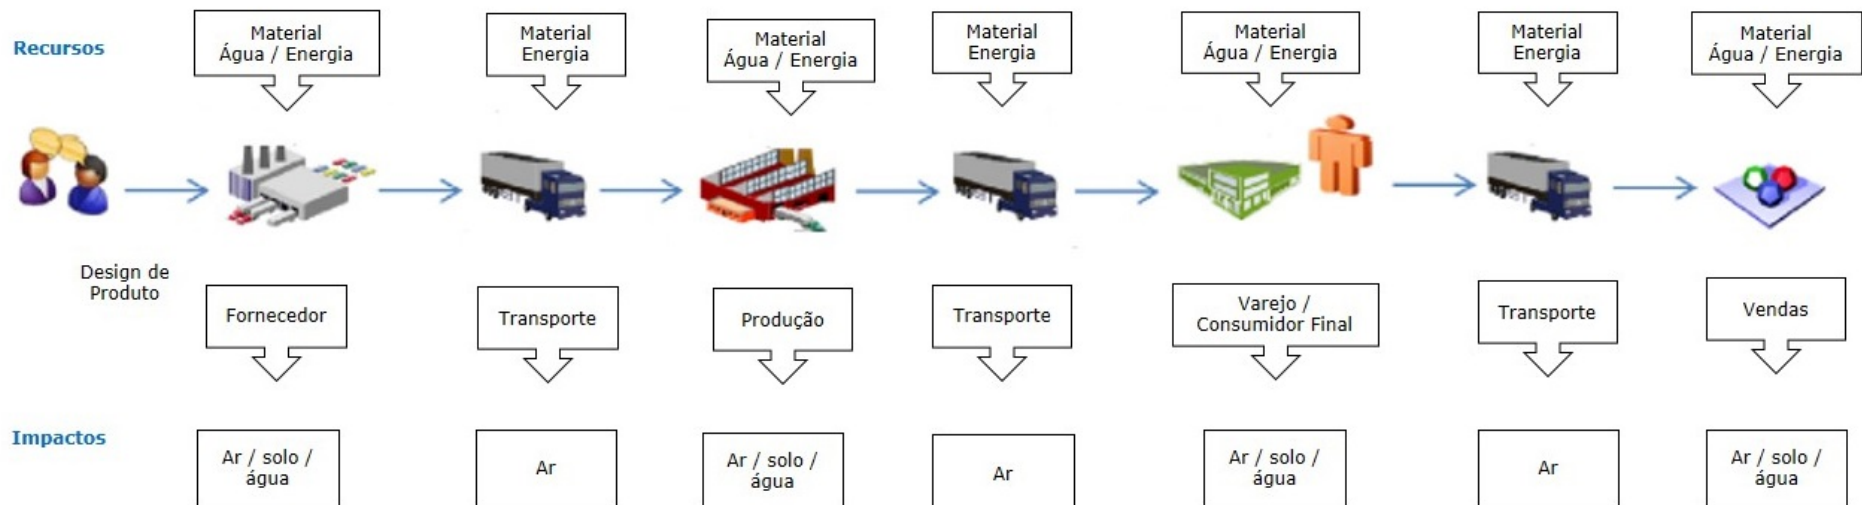 Recursos
Material
Água / Energia
Material
Energia
Material
Água / Energia
Material
Energia
Material
Água / Energia
Material
Energia
Material
Água / Energia
Design de
Produto
Fornecedor
Transporte
Produção
Transporte
Varejo /
Consumidor Final
Transporte
Vendas
Impactos
Ar / solo /
água
Ar
Ar / solo /
água
Ar
Ar / solo /
água
Ar
Ar / solo /
água